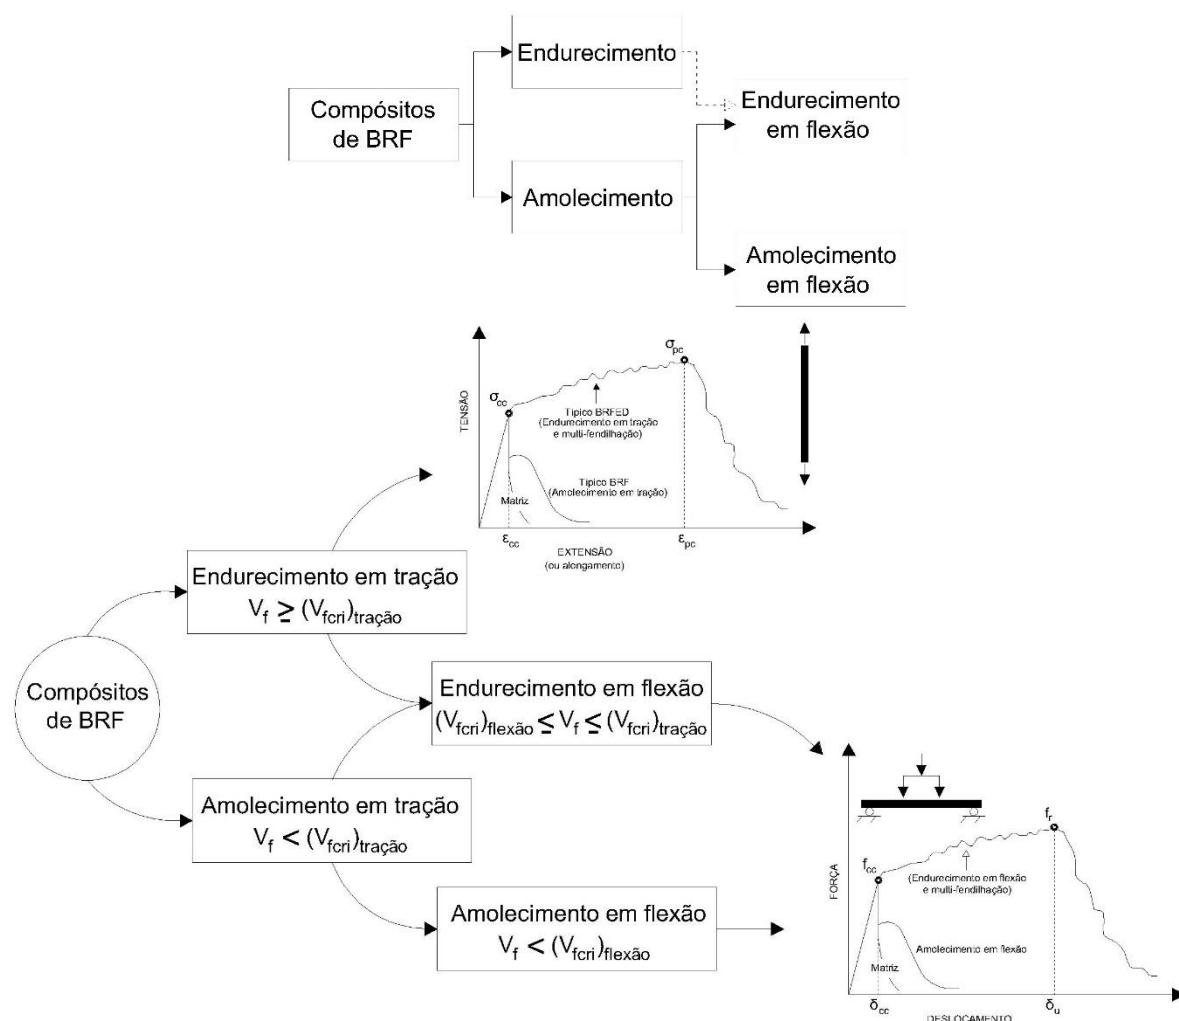 Endurecimento
Compósitos
de BRF
Endurecimento
em flexão
Amolecimento
Amolecimento
em flexão
TENSÃO
σcc
σpc
Típico BRFED
(Endurecimento em tração
e multi-fendilhação)
Típico BRF
(Amolecimento em tração)
Matriz
εcc
εpc
EXTENSÃO
(ou alongamento)
Endurecimento em tração
Vf ≥ (Vfcri)tração
Compósitos
de BRF
Endurecimento em flexão
(Vfcri)flexão ≤ Vf ≤ (Vfcri)tração
Amolecimento em tração
Vf < (Vfcri)tração
Amolecimento em flexão
Vf < (Vfcri)flexão
FORÇA
fcc
fr
(Endurecimento em flexão
e multi-fendilhação)
Amolecimento em flexão
Matriz
δcc
δu
DESLOCAMENTO